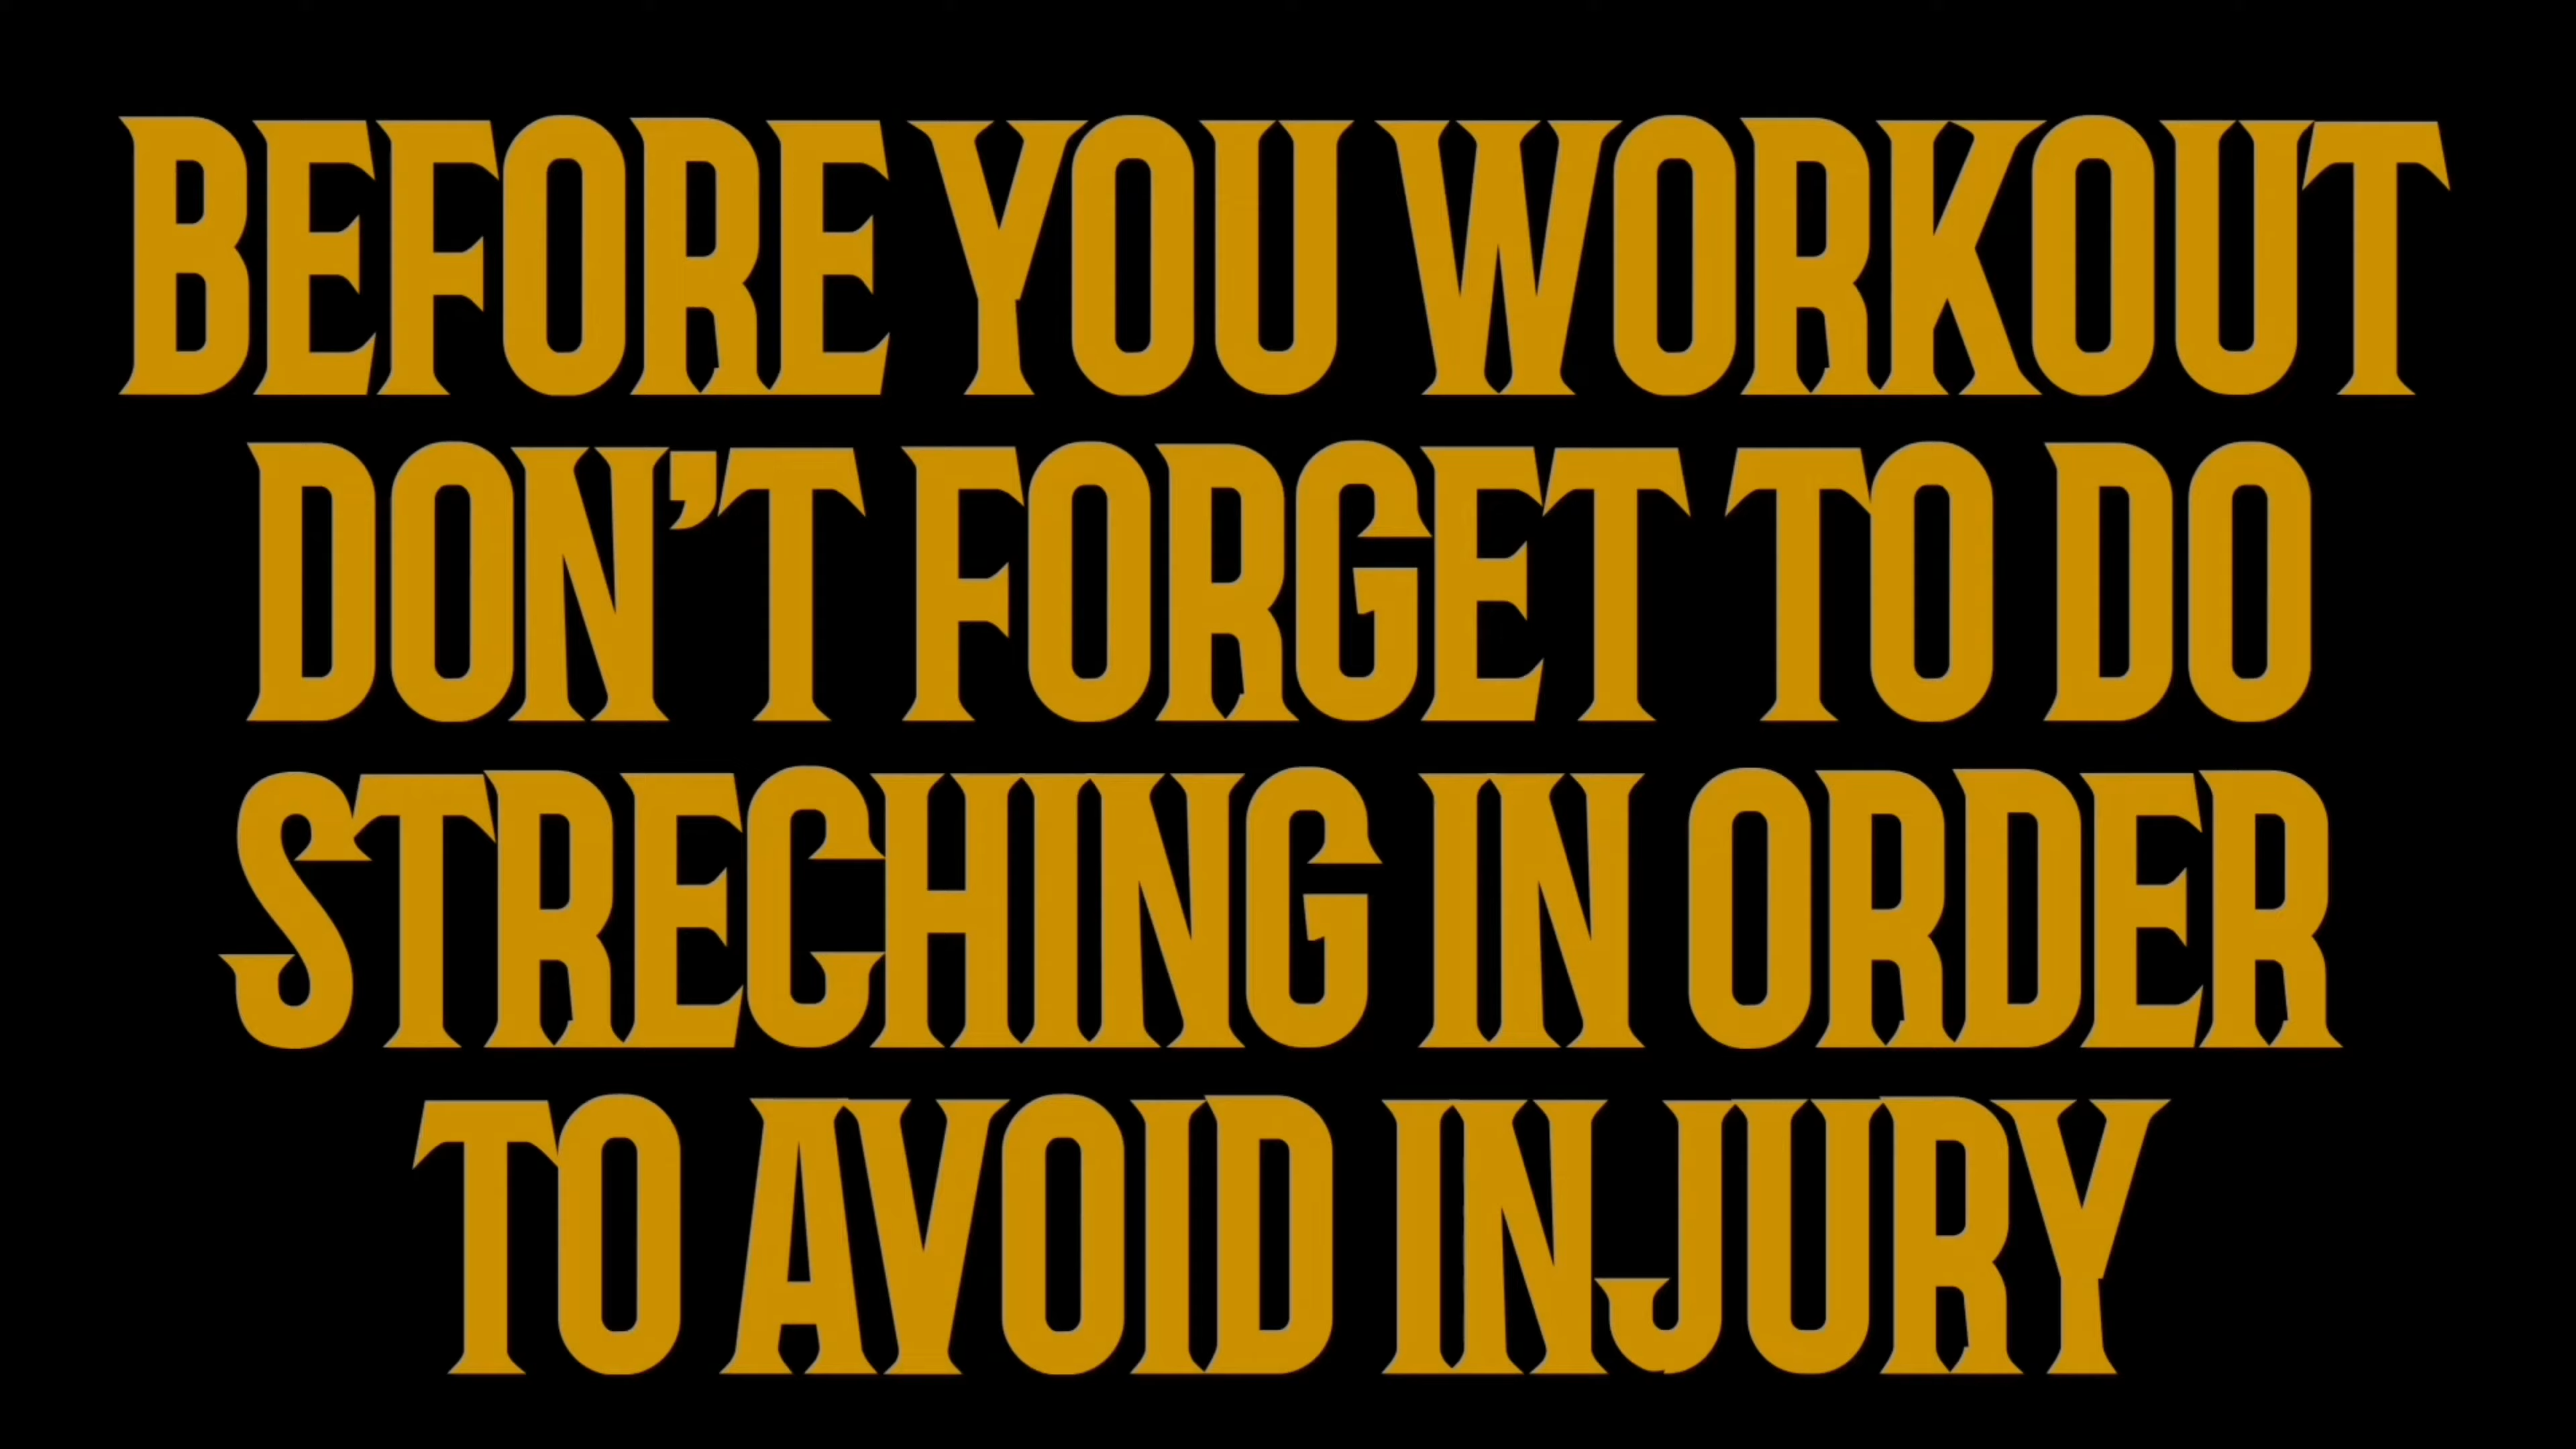 BEFORE YOU WORKOUT
DON'T FORGET TO DO
STRECHING IN ORDER
TO AVOID INJURY